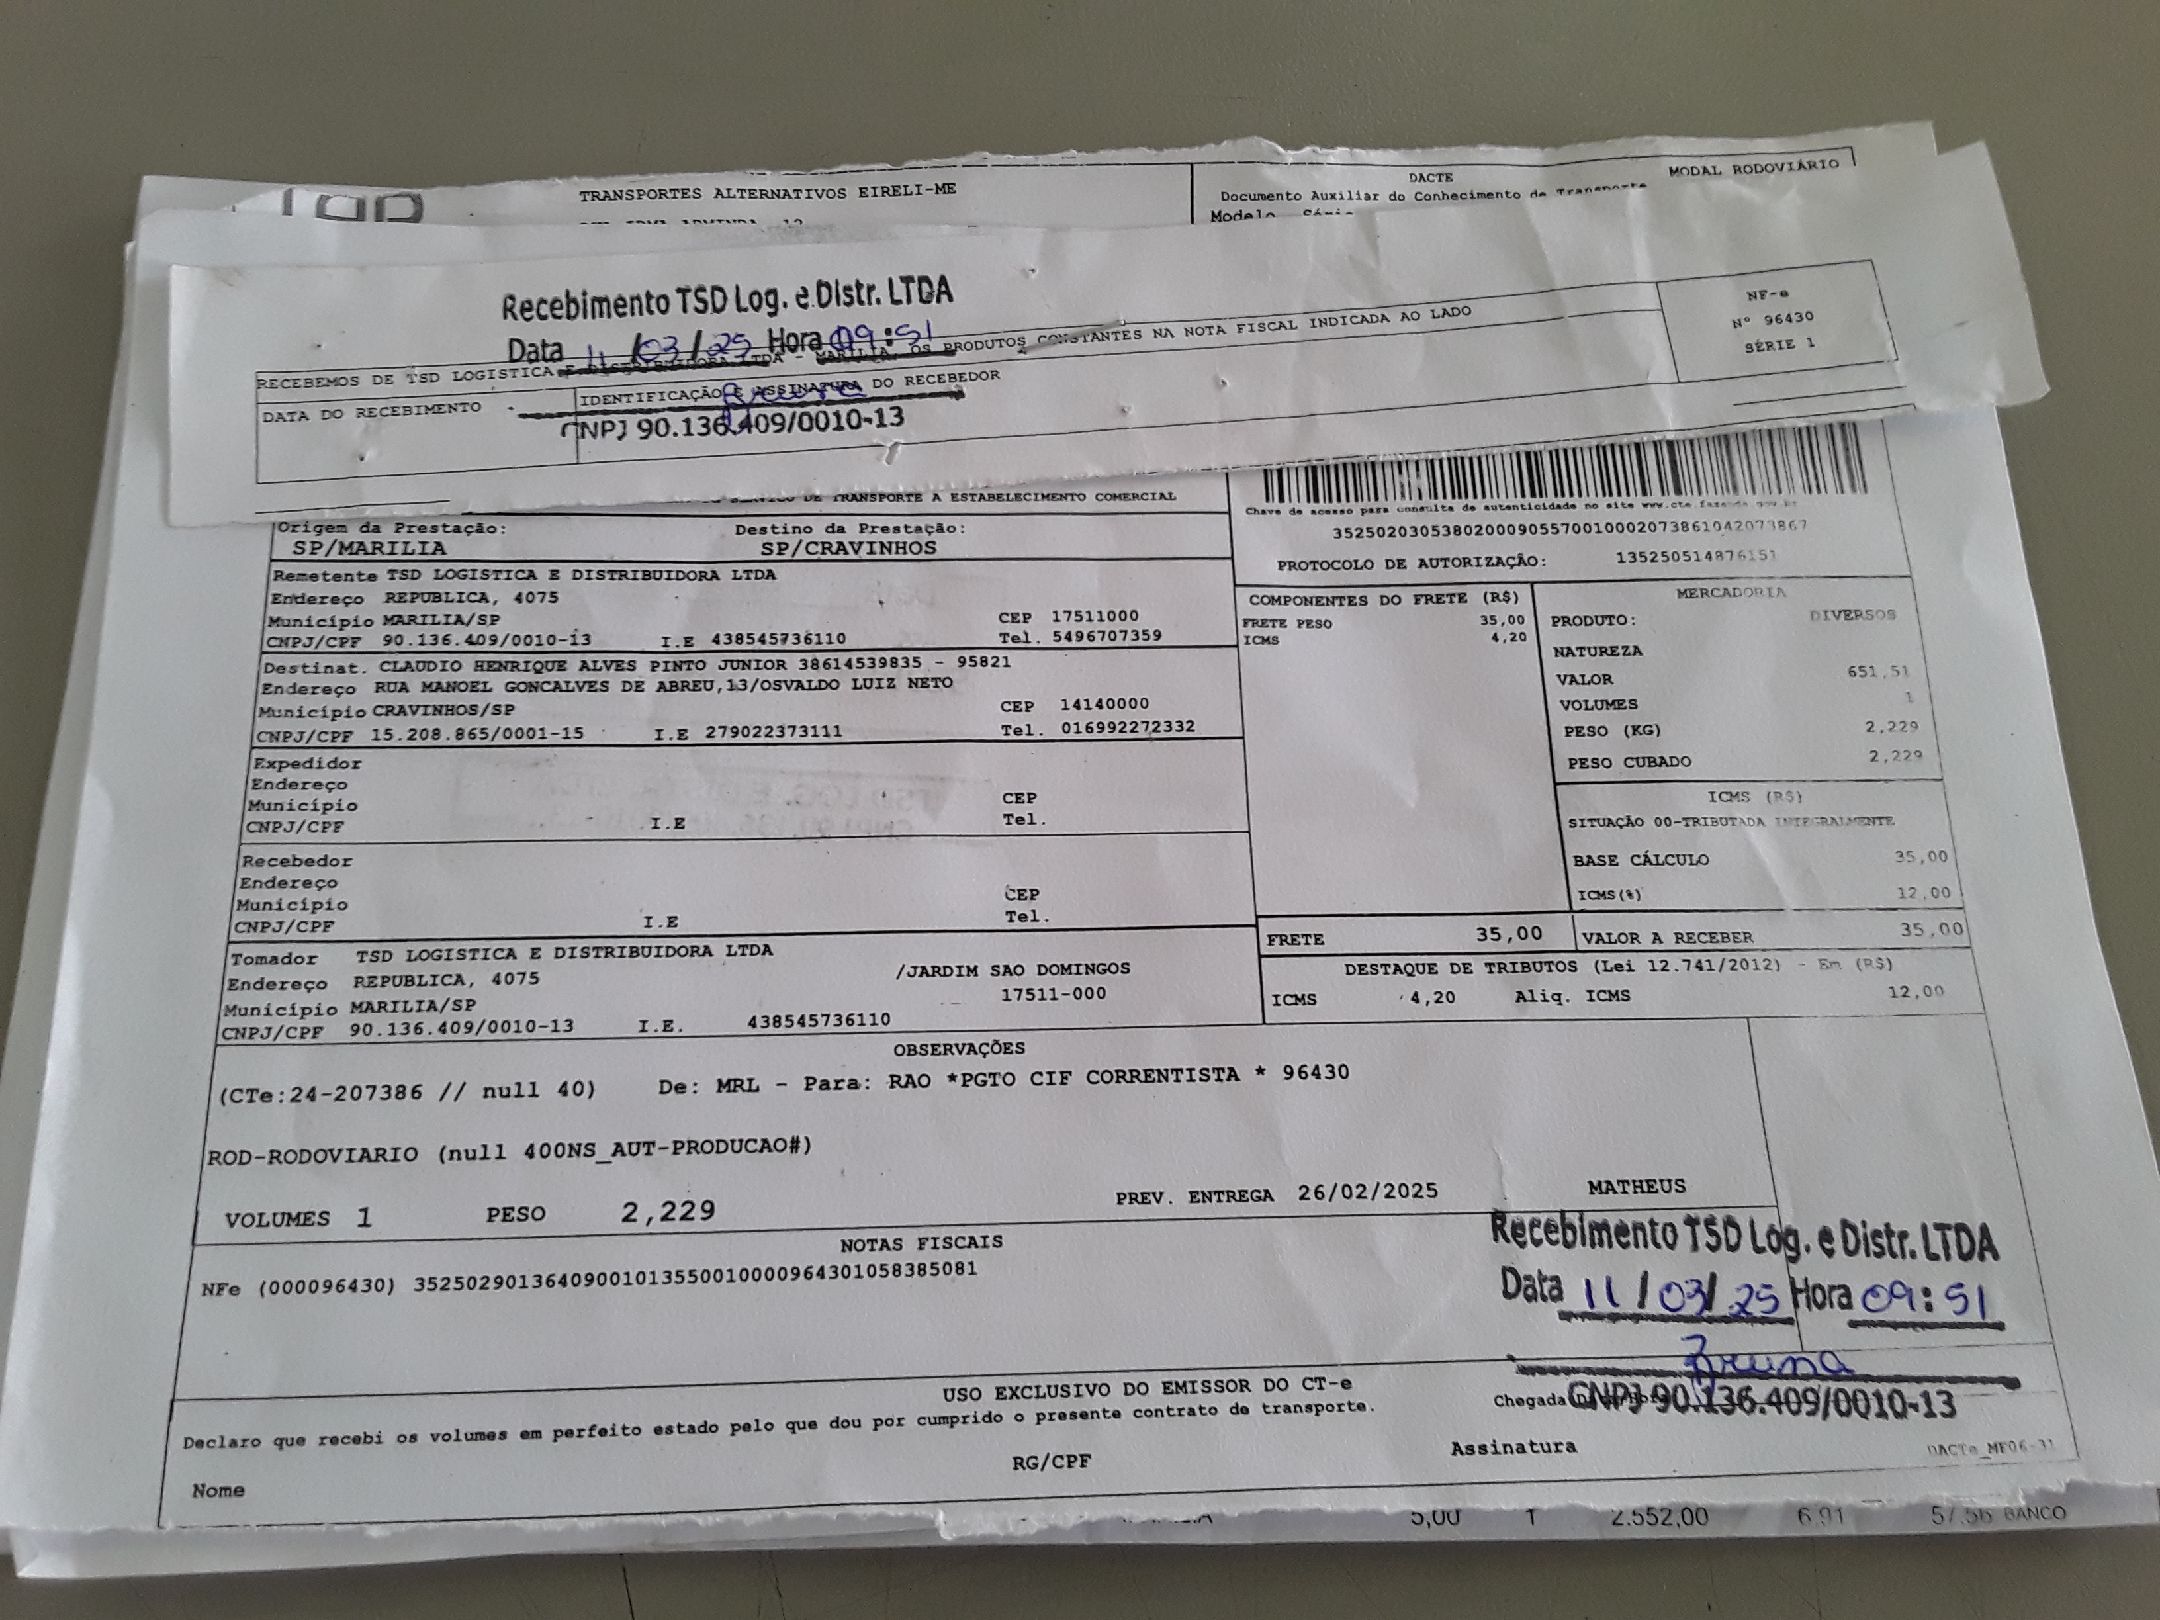 TRANSPORTES ALTERNATIVOS EIRELI-ME
DACTE
MODAL RODOVIÁRIO
Documento Auxiliar do Conhecimento de Transporte
Modelo Série
Recebimento TSD Log. e Distr. LTDA
Data 11/03/25 Hora 09:51
RECEBEMOS DE TSD LOGISTICA E DISTRIBUIDORA LTDA - MARILIA, OS PRODUTOS CONSTANTES NA NOTA FISCAL INDICADA AO LADO
NF-e
Nº 96430
SÉRIE 1
DATA DO RECEBIMENTO
IDENTIFICAÇÃO E ASSINATURA DO RECEBEDOR
Bruna
CNPJ 90.136.409/0010-13
DE TRANSPORTE A ESTABELECIMENTO COMERCIAL
Chave de acesso para consulta de autenticidade no site www.cte.fazenda.gov.br
35250203053802000905570010002073861042073867
PROTOCOLO DE AUTORIZAÇÃO: 135250514876151
Origem da Prestação: Destino da Prestação:
SP/MARILIA SP/CRAVINHOS
Remetente TSD LOGISTICA E DISTRIBUIDORA LTDA
Endereço REPUBLICA, 4075
Município MARILIA/SP CEP 17511000
CNPJ/CPF 90.136.409/0010-13 I.E 438545736110 Tel. 5496707359
Destinat. CLAUDIO HENRIQUE ALVES PINTO JUNIOR 38614539835 - 95821
Endereço RUA MANOEL GONCALVES DE ABREU,13/OSVALDO LUIZ NETO
Município CRAVINHOS/SP CEP 14140000
CNPJ/CPF 15.208.865/0001-15 I.E 279022373111 Tel. 016992272332
Expedidor
Endereço
Município CEP
CNPJ/CPF I.E Tel.
Recebedor
Endereço
Município CEP
CNPJ/CPF I.E Tel.
Tomador TSD LOGISTICA E DISTRIBUIDORA LTDA
Endereço REPUBLICA, 4075 /JARDIM SAO DOMINGOS
Município MARILIA/SP 17511-000
CNPJ/CPF 90.136.409/0010-13 I.E. 438545736110
COMPONENTES DO FRETE (R$)
FRETE PESO 35,00
ICMS 4,20
MERCADORIA
PRODUTO: DIVERSOS
NATUREZA
VALOR 651,51
VOLUMES 1
PESO (KG) 2,229
PESO CUBADO 2,229
ICMS (R$)
SITUAÇÃO 00-TRIBUTADA INTEGRALMENTE
BASE CÁLCULO 35,00
ICMS(%) 12,00
FRETE 35,00 VALOR A RECEBER 35,00
DESTAQUE DE TRIBUTOS (Lei 12.741/2012) - Em (R$)
ICMS 4,20 Aliq. ICMS 12,00
OBSERVAÇÕES
(CTe:24-207386 // null 40) De: MRL - Para: RAO *PGTO CIF CORRENTISTA * 96430
ROD-RODOVIARIO (null 400NS_AUT-PRODUCAO#)
VOLUMES 1 PESO 2,229 PREV. ENTREGA 26/02/2025 MATHEUS
NOTAS FISCAIS
NFe (000096430) 35250290136409001013550010000964301058385081
Recebimento TSD Log. e Distr. LTDA
Data 11/03/25 Hora 09:51
Bruna
CNPJ 90.136.409/0010-13
USO EXCLUSIVO DO EMISSOR DO CT-e
Chegada
Declaro que recebi os volumes em perfeito estado pelo que dou por cumprido o presente contrato de transporte.
Nome RG/CPF Assinatura
DACTe_MF06-31
5,00 1 2.552,00 6,91 57.56 BANCO